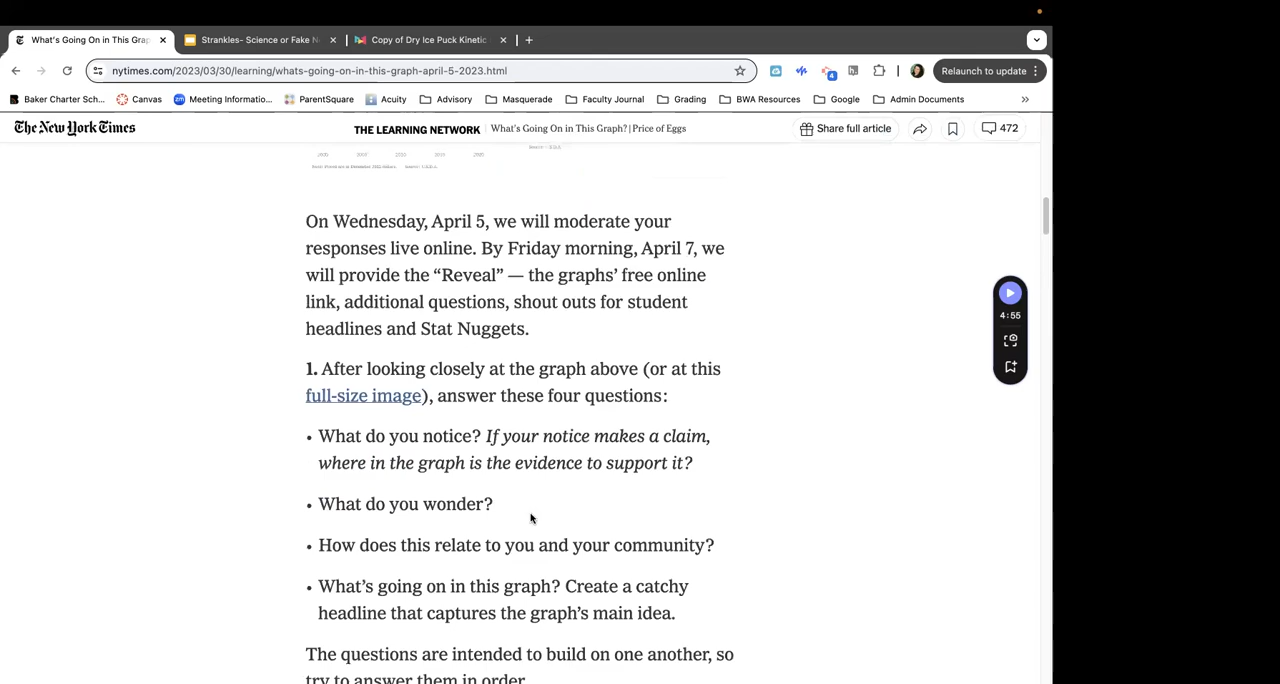 What's Going On in This Grap
Strankles- Science or Fake N
Copy of Dry Ice Puck Kinetic
nytimes.com/2023/03/30/learning/whats-going-on-in-this-graph-april-5-2023.html
4
Relaunch to update
Baker Charter Sch...
Canvas
Meeting Informatio...
ParentSquare
Acuity
Advisory
Masquerade
Faculty Journal
Grading
BWA Resources
Google
Admin Documents
The New York Times
THE LEARNING NETWORK
What's Going On in This Graph? | Price of Eggs
Share full article
472
On Wednesday, April 5, we will moderate your
responses live online. By Friday morning, April 7, we
will provide the “Reveal” — the graphs’ free online
link, additional questions, shout outs for student
headlines and Stat Nuggets.
1. After looking closely at the graph above (or at this
full-size image), answer these four questions:
• What do you notice? If your notice makes a claim,
where in the graph is the evidence to support it?
• What do you wonder?
• How does this relate to you and your community?
• What’s going on in this graph? Create a catchy
headline that captures the graph’s main idea.
The questions are intended to build on one another, so
try to answer them in order.
4:55